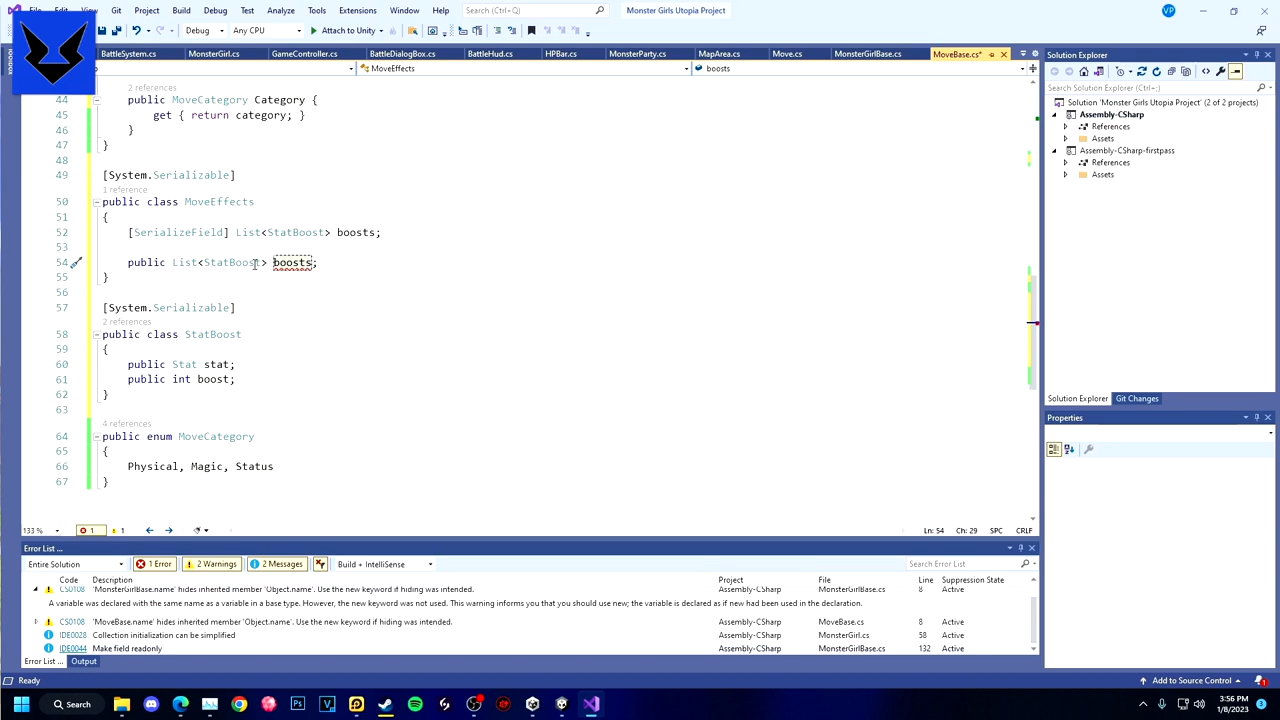 Git Project Build Debug Test Analyze Tools Extensions Window Help Search (Ctrl+Q) Monster Girls Utopia Project VP
Debug Any CPU Attach to Unity
BattleSystem.cs MonsterGirl.cs GameController.cs BattleDialogBox.cs BattleHud.cs HPBar.cs MonsterParty.cs MapArea.cs Move.cs MonsterGirlBase.cs MoveBase.cs*
MoveEffects boosts
2 references
44 public MoveCategory Category {
45 get { return category; }
46 }
47 }
48
49 [System.Serializable]
1 reference
50 public class MoveEffects
51 {
52 [SerializeField] List<StatBoost> boosts;
53
54 public List<StatBoost> boosts;
55 }
56
57 [System.Serializable]
2 references
58 public class StatBoost
59 {
60 public Stat stat;
61 public int boost;
62 }
63
4 references
64 public enum MoveCategory
65 {
66 Physical, Magic, Status
67 }
133 % 1 1 Ln: 54 Ch: 29 SPC CRLF
Solution Explorer
Search Solution Explorer (Ctrl+;)
Solution 'Monster Girls Utopia Project' (2 of 2 projects)
Assembly-CSharp
References
Assets
Assembly-CSharp-firstpass
References
Assets
Solution Explorer Git Changes
Properties
Error List ...
Entire Solution 1 Error 2 Warnings 2 Messages Build + IntelliSense Search Error List
Code Description Project File Line Suppression State
CS0108 'MonsterGirlBase.name' hides inherited member 'Object.name'. Use the new keyword if hiding was intended. Assembly-CSharp MonsterGirlBase.cs 8 Active
A variable was declared with the same name as a variable in a base type. However, the new keyword was not used. This warning informs you that you should use new; the variable is declared as if new had been used in the declaration.
CS0108 'MoveBase.name' hides inherited member 'Object.name'. Use the new keyword if hiding was intended. Assembly-CSharp MoveBase.cs 8 Active
IDE0028 Collection initialization can be simplified Assembly-CSharp MonsterGirl.cs 58 Active
IDE0044 Make field readonly Assembly-CSharp MonsterGirlBase.cs 132 Active
Error List ... Output
Ready Add to Source Control 1
Search 3:56 PM
1/8/2023 3